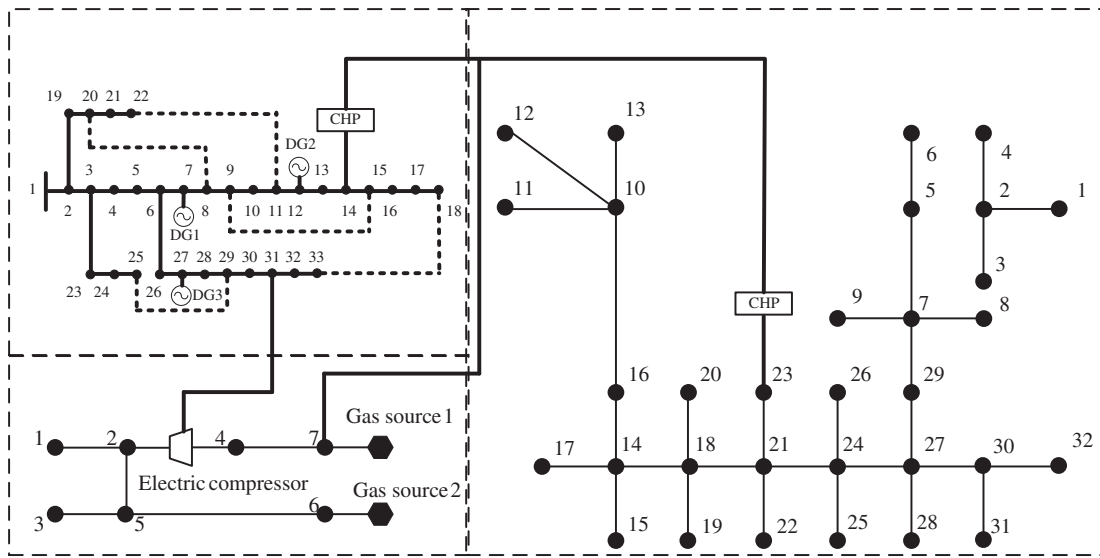 19 20 21 22
CHP
DG2
1 3 5 7 9 13 15 17
2 4 6 8 10 11 12 14 16 18
DG1
25 27 28 29 30 31 32 33
23 24 26 DG3
1 2 4 7 Gas source 1
Electric compressor
Gas source 2
3 5 6
12 13
11 10
6 4
5 2 1
3
CHP
9 7 8
16 20 23 26 29
17 14 18 21 24 27 30 32
15 19 22 25 28 31